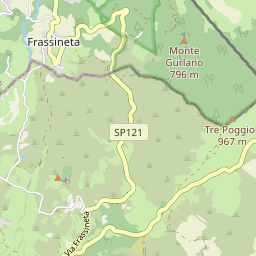 Frassineta
Monte
Gurlano
796 m
SP121
Tre Poggio
967 m
Via Frassineta